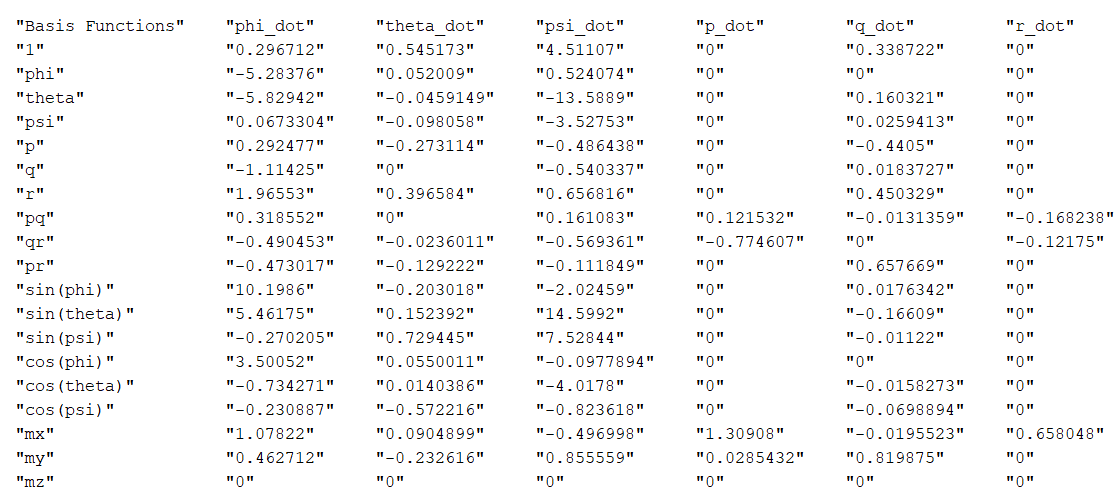 "Basis Functions" "phi_dot" "theta_dot" "psi_dot" "p_dot" "q_dot" "r_dot"
"1" "0.296712" "0.545173" "4.51107" "0" "0.338722" "0"
"phi" "-5.28376" "0.052009" "0.524074" "0" "0" "0"
"theta" "-5.82942" "-0.0459149" "-13.5889" "0" "0.160321" "0"
"psi" "0.0673304" "-0.098058" "-3.52753" "0" "0.0259413" "0"
"p" "0.292477" "-0.273114" "-0.486438" "0" "-0.4405" "0"
"q" "-1.11425" "0" "-0.540337" "0" "0.0183727" "0"
"r" "1.96553" "0.396584" "0.656816" "0" "0.450329" "0"
"pq" "0.318552" "0" "0.161083" "0.121532" "-0.0131359" "-0.168238"
"qr" "-0.490453" "-0.0236011" "-0.569361" "-0.774607" "0" "-0.12175"
"pr" "-0.473017" "-0.129222" "-0.111849" "0" "0.657669" "0"
"sin(phi)" "10.1986" "-0.203018" "-2.02459" "0" "0.0176342" "0"
"sin(theta)" "5.46175" "0.152392" "14.5992" "0" "-0.16609" "0"
"sin(psi)" "-0.270205" "0.729445" "7.52844" "0" "-0.01122" "0"
"cos(phi)" "3.50052" "0.0550011" "-0.0977894" "0" "0" "0"
"cos(theta)" "-0.734271" "0.0140386" "-4.0178" "0" "-0.0158273" "0"
"cos(psi)" "-0.230887" "-0.572216" "-0.823618" "0" "-0.0698894" "0"
"mx" "1.07822" "0.0904899" "-0.496998" "1.30908" "-0.0195523" "0.658048"
"my" "0.462712" "-0.232616" "0.855559" "0.0285432" "0.819875" "0"
"mz" "0" "0" "0" "0" "0" "0"